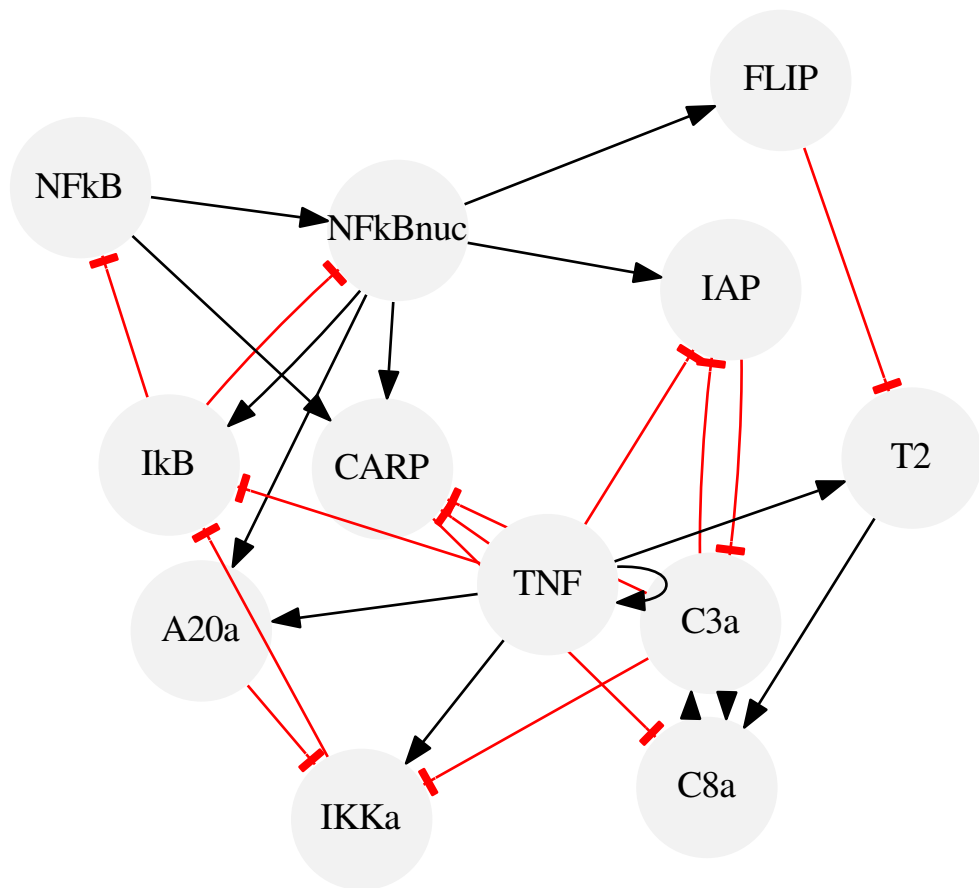 FLIP
NFkB
NFkBnuc
IAP
IkB
CARP
T2
TNF
A20a
C3a
C8a
IKKa